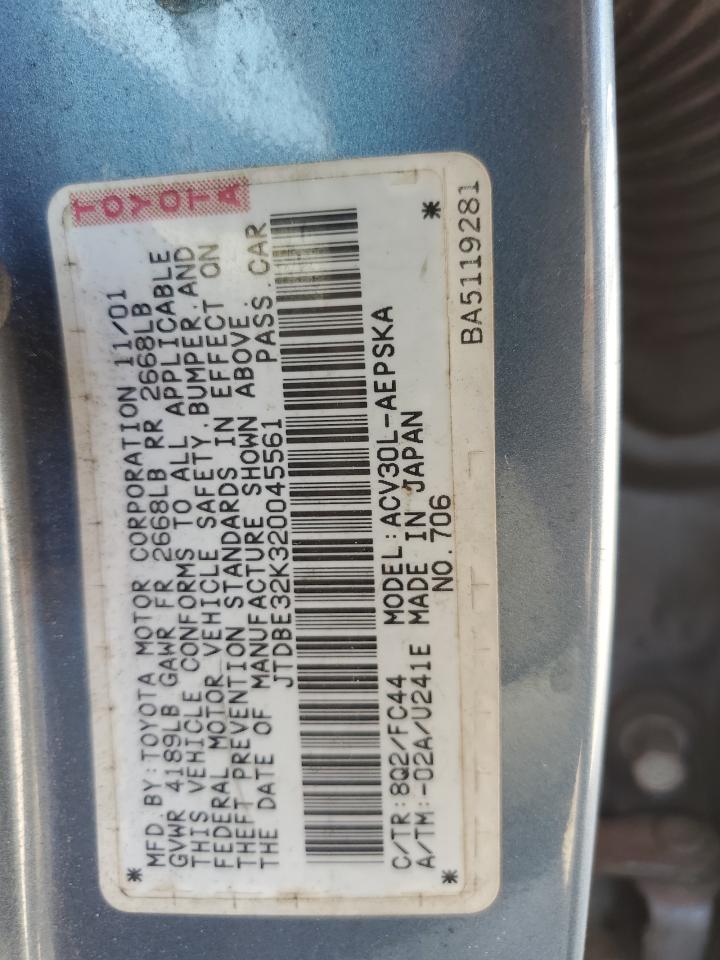 TOYOTA
MFD. BY: TOYOTA MOTOR CORPORATION 11/01
GVWR 4189LB GAWR FR 2668LB RR 2668LB
THIS VEHICLE CONFORMS TO ALL APPLICABLE
FEDERAL MOTOR VEHICLE SAFETY, BUMPER, AND
THEFT PREVENTION STANDARDS IN EFFECT ON
THE DATE OF MANUFACTURE SHOWN ABOVE.
JTDBE32K320045561 PASS. CAR
C/TR: 8Q2/FC44 MODEL: ACV30L-AEPSKA
A/TM: -02A/U241E MADE IN JAPAN
NO. 706
BA5119281